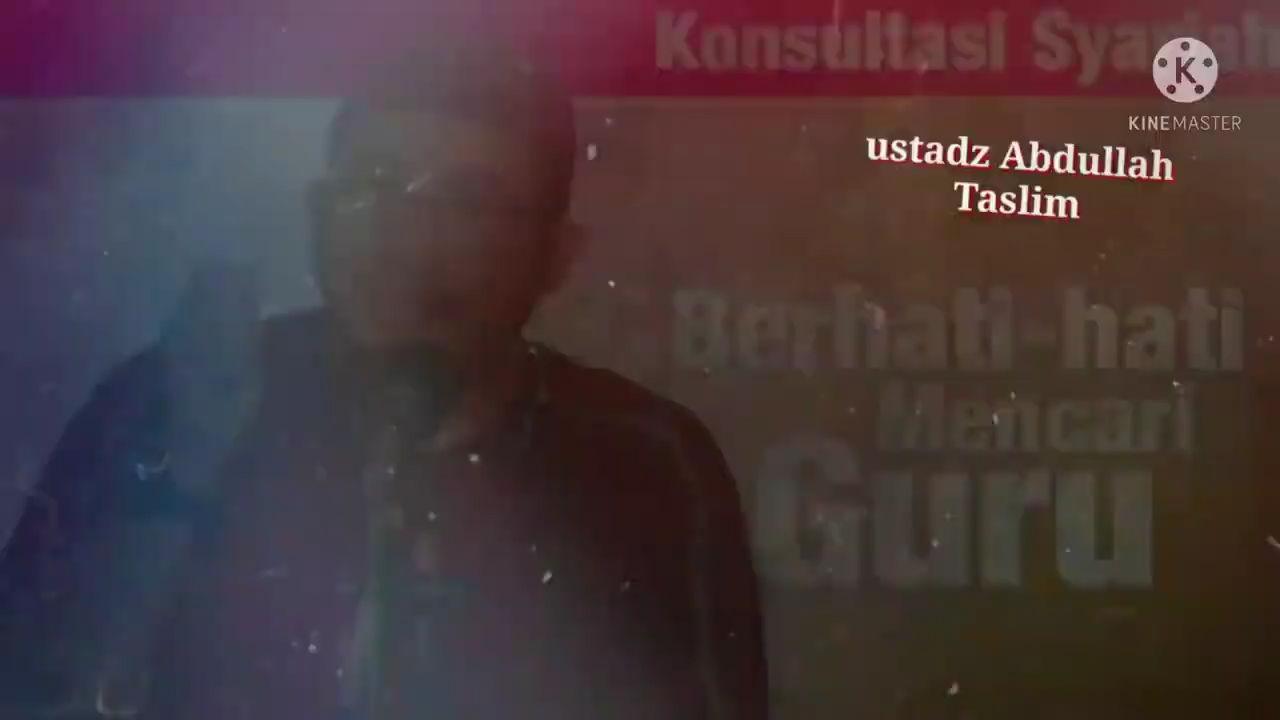 Konsultasi Syariah
KINEMASTER
ustadz Abdullah
Taslim
Berhati-hati
Mencari
Guru